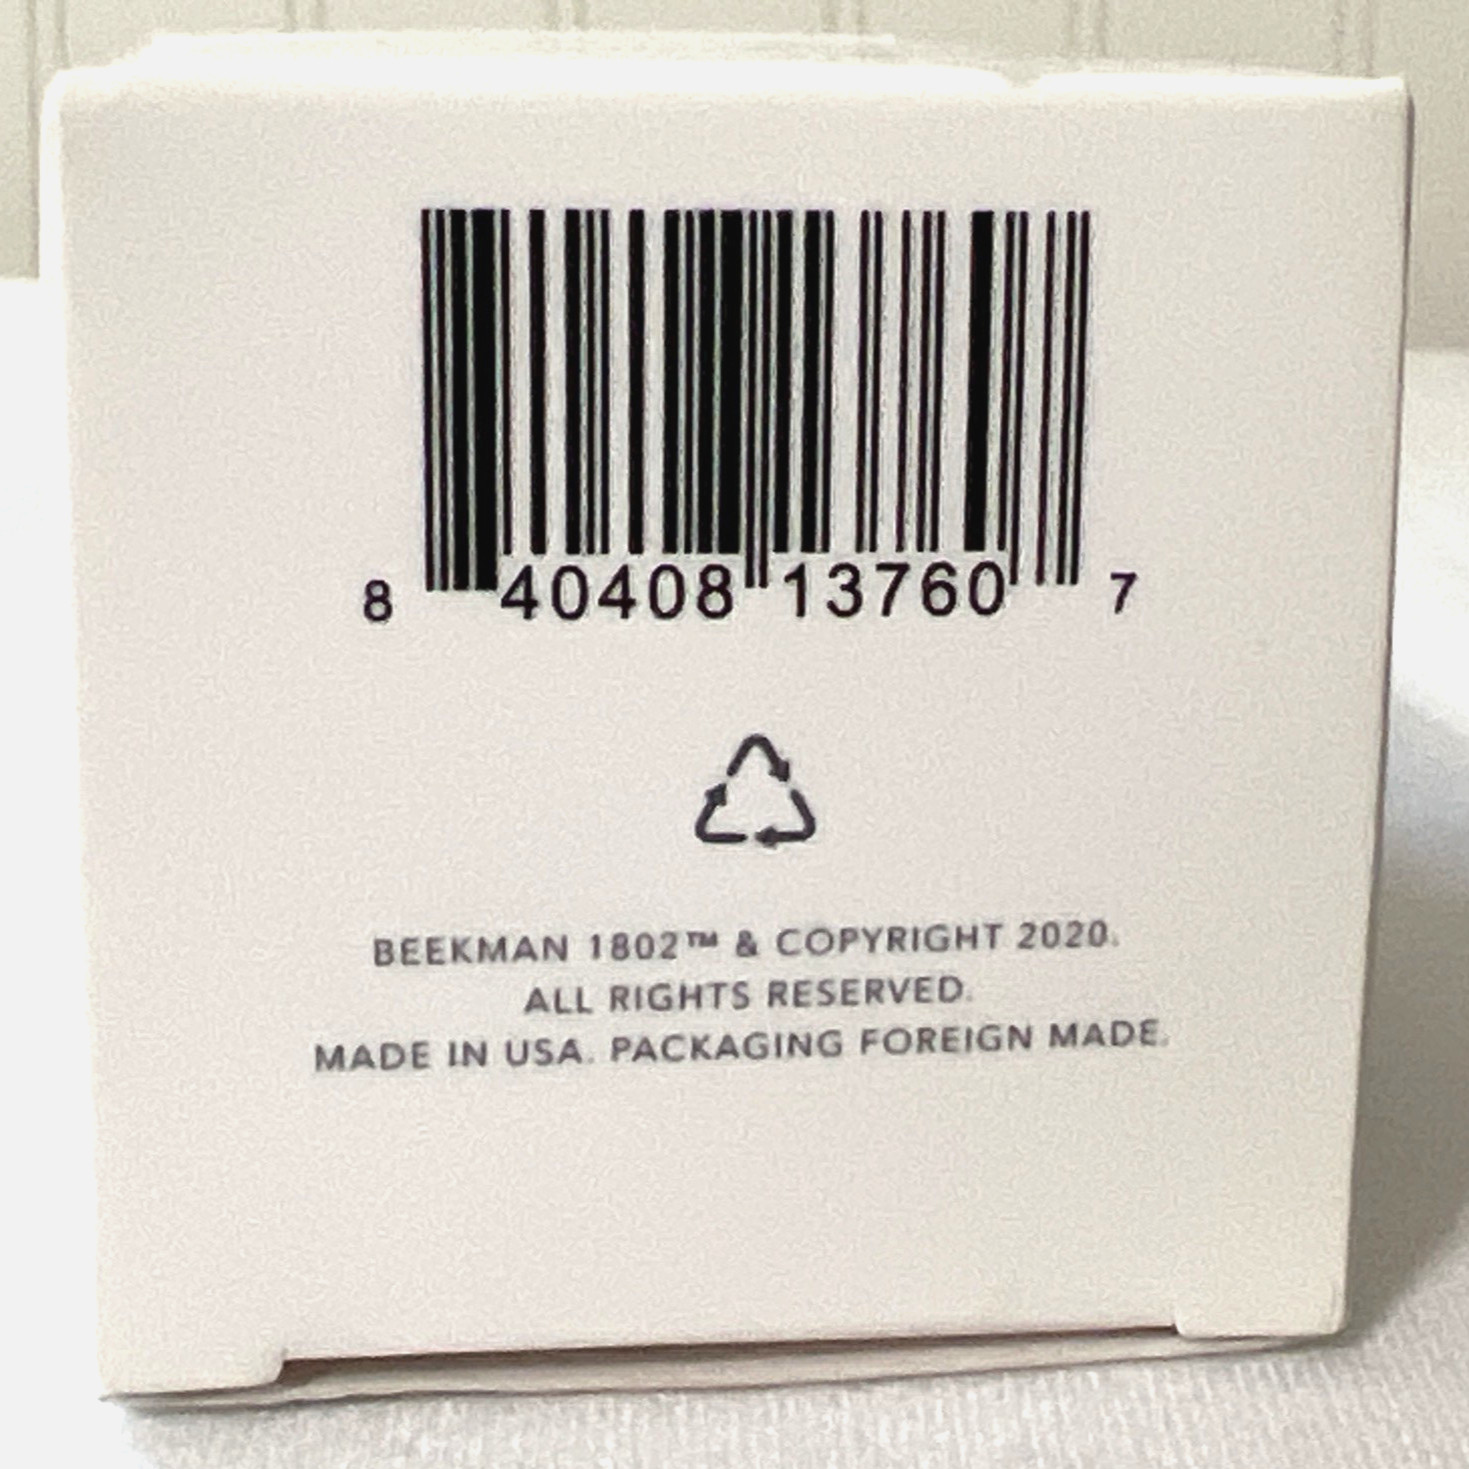 8 40408 13760 7
BEEKMAN 1802™ & COPYRIGHT 2020.
ALL RIGHTS RESERVED.
MADE IN USA. PACKAGING FOREIGN MADE.